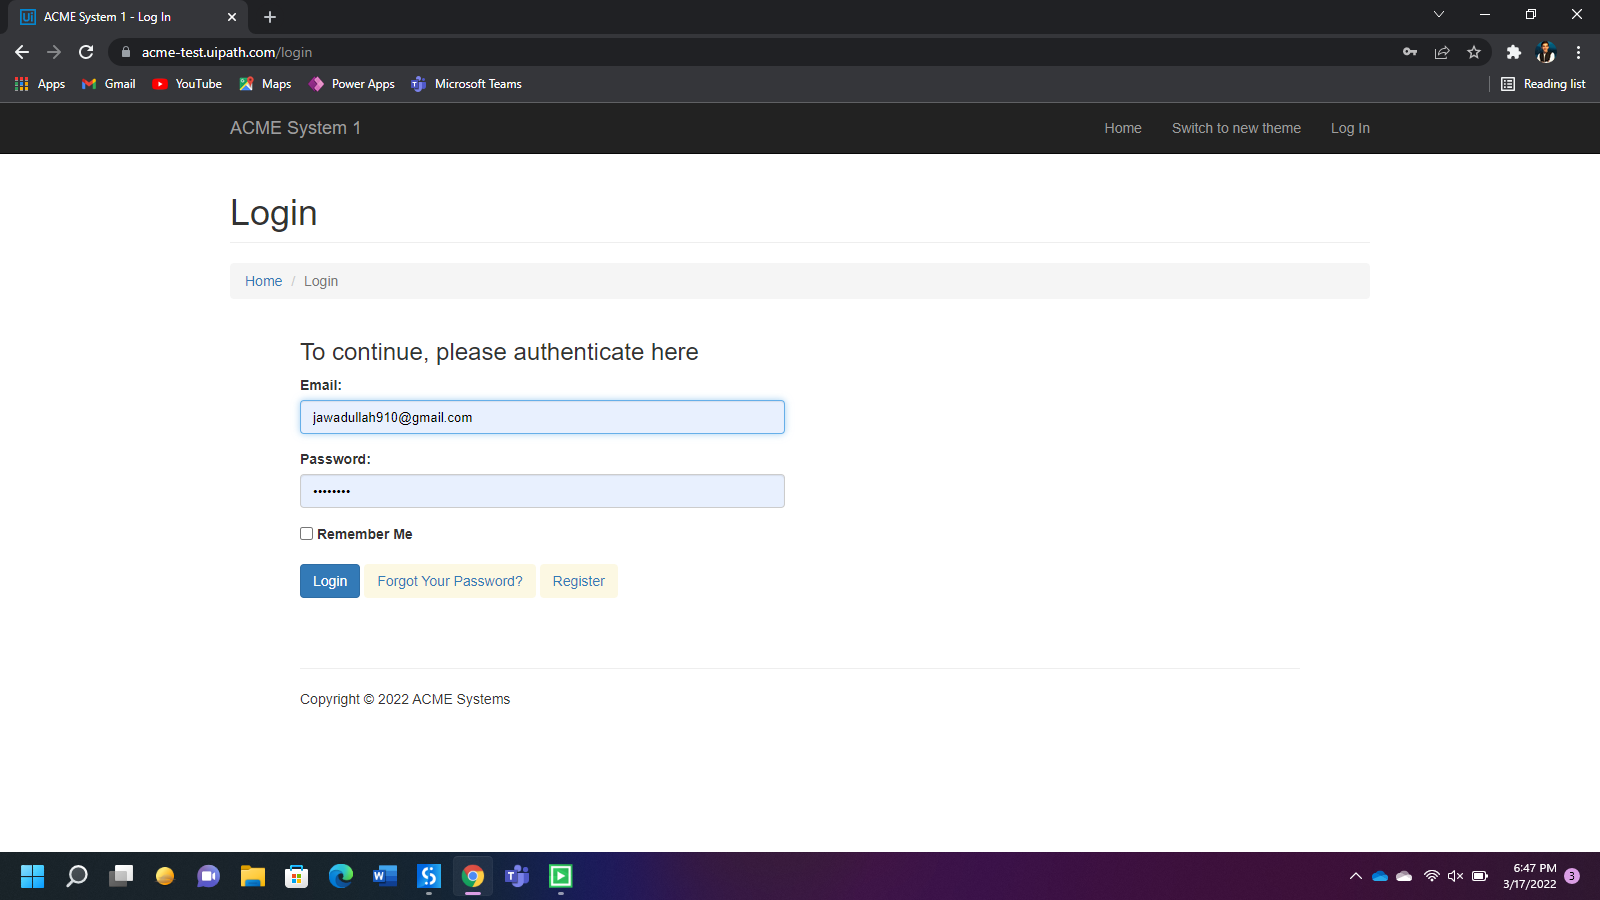 ACME System 1 - Log In
acme-test.uipath.com/login
Apps Gmail YouTube Maps Power Apps Microsoft Teams Reading list
ACME System 1 Home Switch to new theme Log In
Login
Home / Login
To continue, please authenticate here
Email:
jawadullah910@gmail.com
Password:
••••••••
Remember Me
Login Forgot Your Password? Register
Copyright © 2022 ACME Systems
6:47 PM
3/17/2022 3